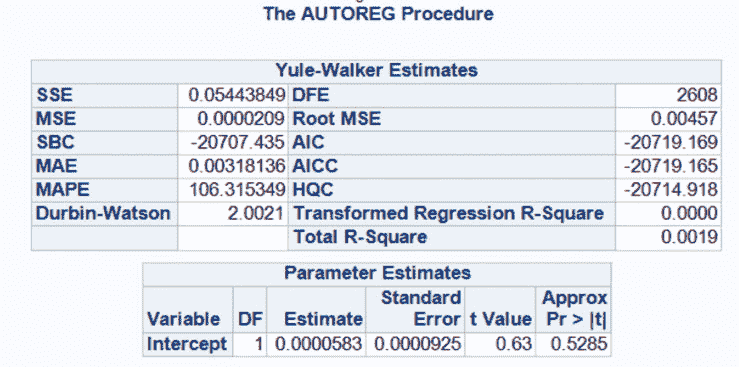 The AUTOREG Procedure
Yule-Walker Estimates
SSE 0.05443849 DFE 2608
MSE 0.0000209 Root MSE 0.00457
SBC -20707.435 AIC -20719.169
MAE 0.00318136 AICC -20719.165
MAPE 106.315349 HQC -20714.918
Durbin-Watson 2.0021 Transformed Regression R-Square 0.0000
Total R-Square 0.0019
Parameter Estimates
Variable DF Estimate Standard Error t Value Approx Pr > |t|
Intercept 1 0.0000583 0.0000925 0.63 0.5285